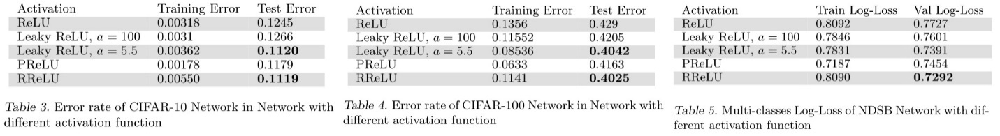 Activation Training Error Test Error
ReLU 0.00318 0.1245
Leaky ReLU, a = 100 0.0031 0.1266
Leaky ReLU, a = 5.5 0.00362 0.1120
PReLU 0.00178 0.1179
RReLU 0.00550 0.1119
Table 3. Error rate of CIFAR-10 Network in Network with
different activation function
Activation Training Error Test Error
ReLU 0.1356 0.429
Leaky ReLU, a = 100 0.11552 0.4205
Leaky ReLU, a = 5.5 0.08536 0.4042
PReLU 0.0633 0.4163
RReLU 0.1141 0.4025
Table 4. Error rate of CIFAR-100 Network in Network with
different activation function
Activation Train Log-Loss Val Log-Loss
ReLU 0.8092 0.7727
Leaky ReLU, a = 100 0.7846 0.7601
Leaky ReLU, a = 5.5 0.7831 0.7391
PReLU 0.7187 0.7454
RReLU 0.8090 0.7292
Table 5. Multi-classes Log-Loss of NDSB Network with dif-
ferent activation function